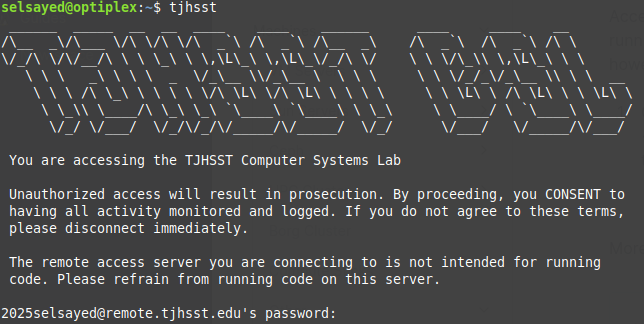 selsayed@optiplex:~$ tjhsst
TJHSST CSL
You are accessing the TJHSST Computer Systems Lab
Unauthorized access will result in prosecution. By proceeding, you CONSENT to
having all activity monitored and logged. If you do not agree to these terms,
please disconnect immediately.
The remote access server you are connecting to is not intended for running
code. Please refrain from running code on this server.
2025selsayed@remote.tjhsst.edu's password: